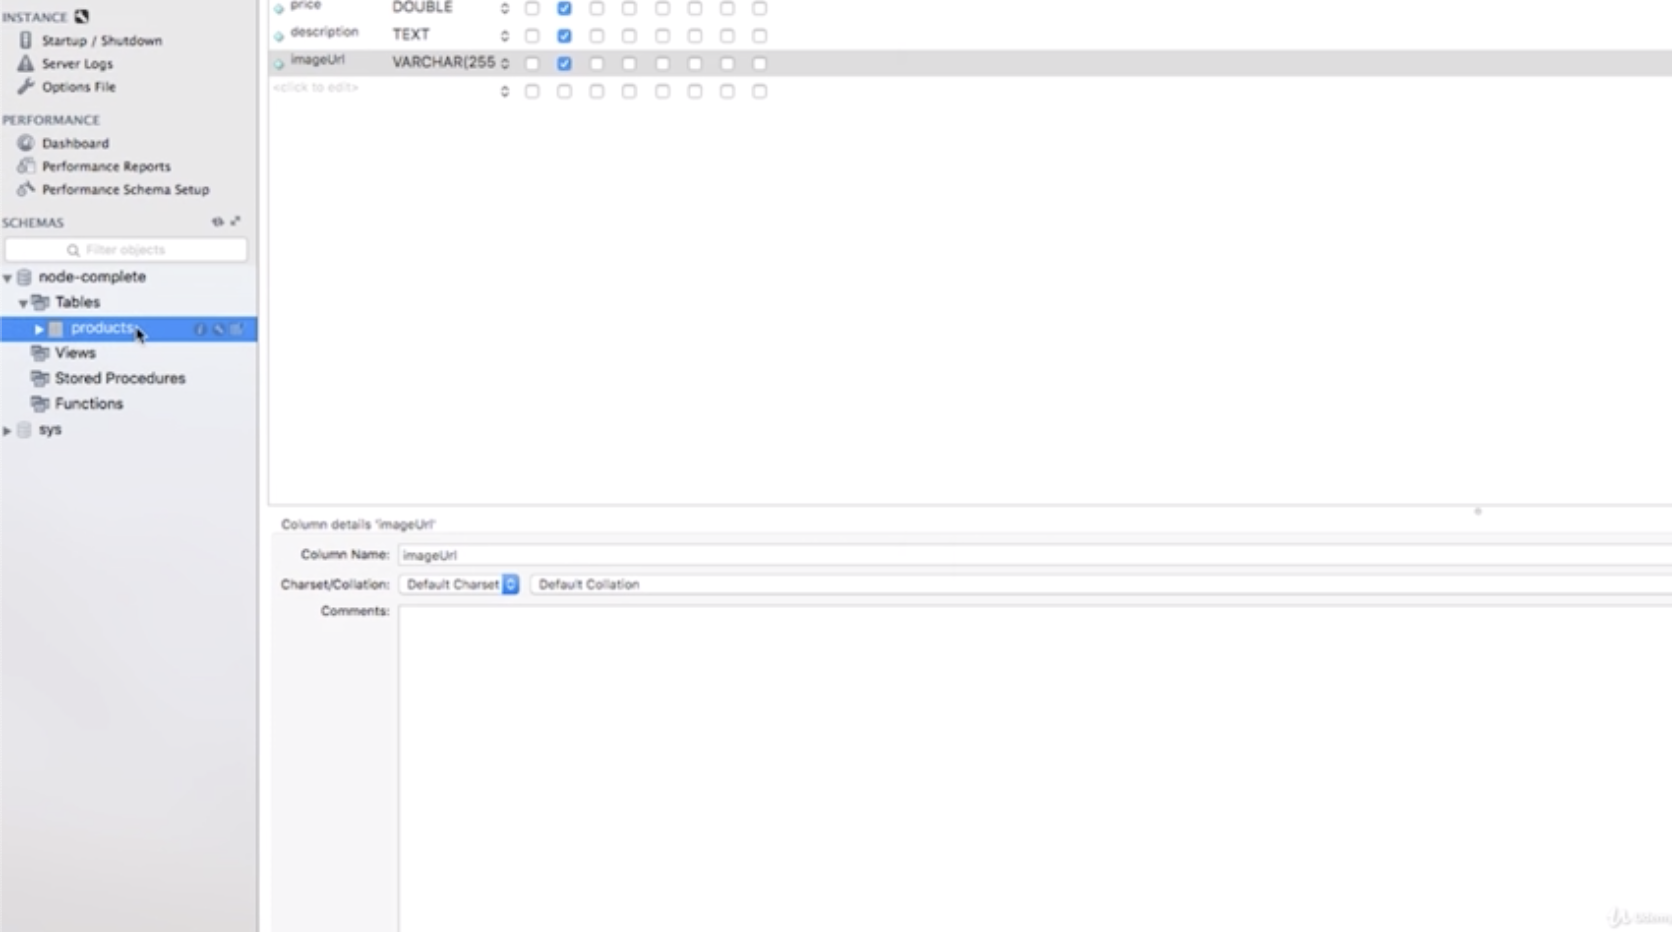 INSTANCE
Startup / Shutdown
Server Logs
Options File
PERFORMANCE
Dashboard
Performance Reports
Performance Schema Setup
SCHEMAS
Filter objects
node-complete
Tables
products
Views
Stored Procedures
Functions
sys
price DOUBLE
description TEXT
imageUrl VARCHAR(255
<click to edit>
Column details 'imageUrl'
Column Name: imageUrl
Charset/Collation: Default Charset Default Collation
Comments: